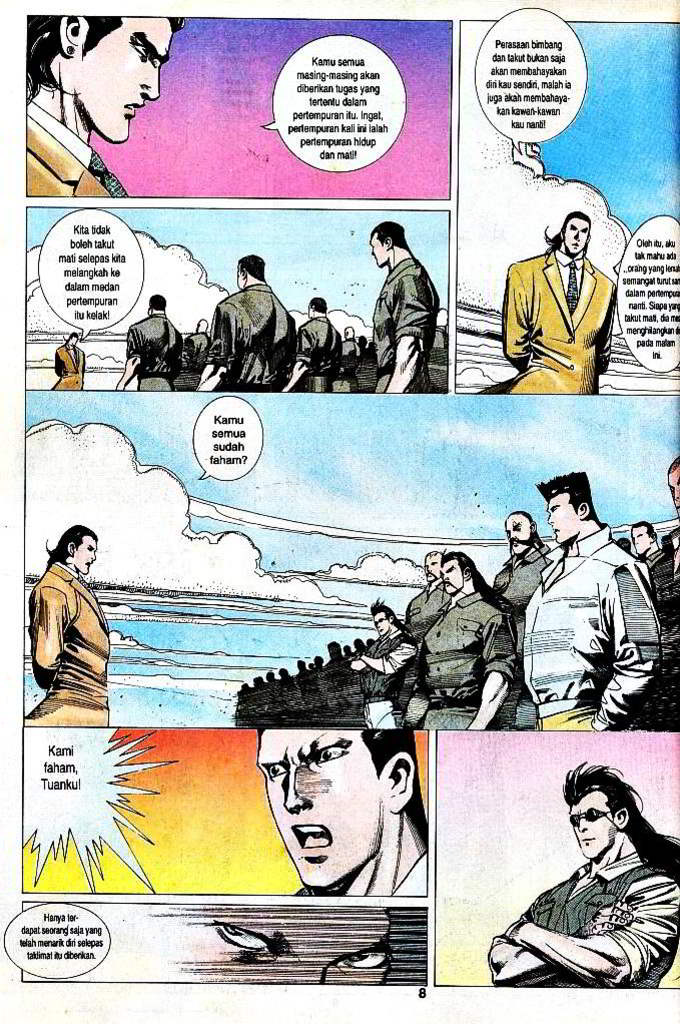 Kamu semua
masing-masing akan
diberikan tugas yang
tertentu dalam
pertempuran itu. Ingat,
pertempuran kali ini ialah
pertempuran hidup
dan mati!
Perasaan bimbang
dan takut bukan saja
akan membahayakan
diri kau sendiri, malah ia
juga akah membahaya-
kan kawan-kawan
kau nanti!
Kita tidak
boleh takut
mati selepas kita
melangkah ke
dalam medan
pertempuran
itu kelak!
Oleh itu, aku
tak mahu ada
orang yang
semangat turut
dalam
nanti. Siapa
takut mati, dia
menghilangkan
pada malam
ini.
Kamu
semua
sudah
faham?
Kami
faham,
Tuanku!
Hanya ter-
dapat seorang saja yang
telah menarik diri selepas
taklimat itu diberikan.
8